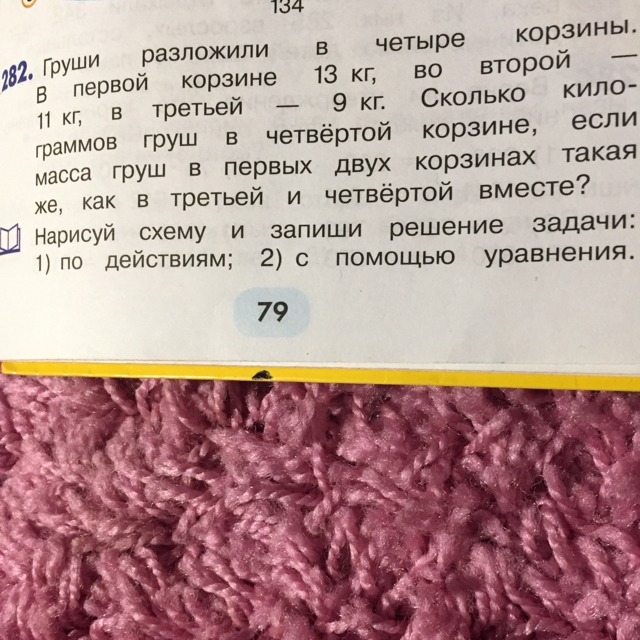 134
282. Груши разложили в четыре корзины.
В первой корзине 13 кг, во второй —
11 кг, в третьей — 9 кг. Сколько кило-
граммов груш в четвёртой корзине, если
масса груш в первых двух корзинах такая
же, как в третьей и четвёртой вместе?
Нарисуй схему и запиши решение задачи:
1) по действиям; 2) с помощью уравнения.
79